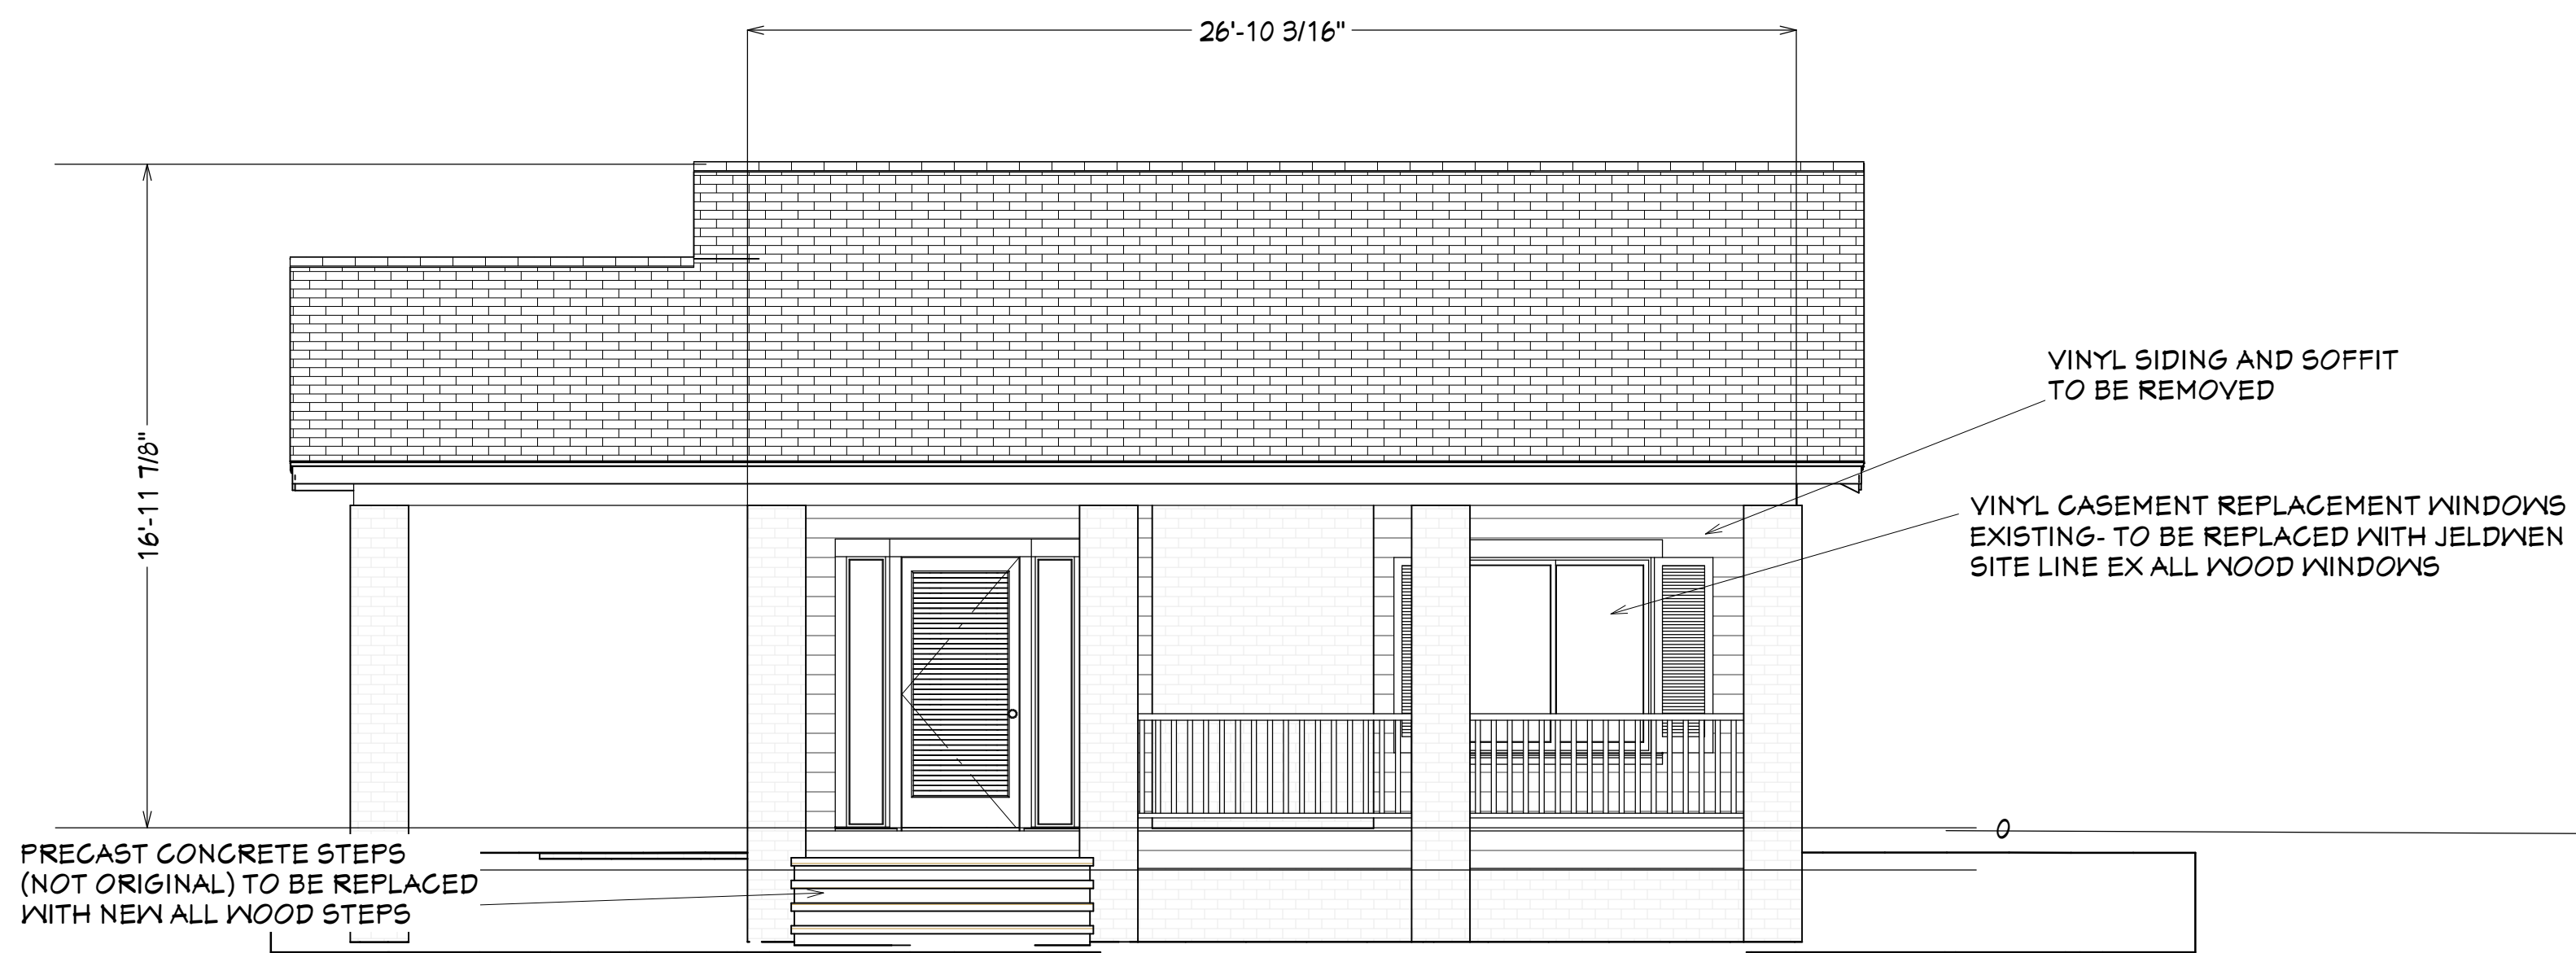 26'-10 3/16"
16'-11 7/8"
VINYL SIDING AND SOFFIT
TO BE REMOVED
VINYL CASEMENT REPLACEMENT WINDOWS
EXISTING- TO BE REPLACED WITH JELDWEN
SITE LINE EX ALL WOOD WINDOWS
0
PRECAST CONCRETE STEPS
(NOT ORIGINAL) TO BE REPLACED
WITH NEW ALL WOOD STEPS